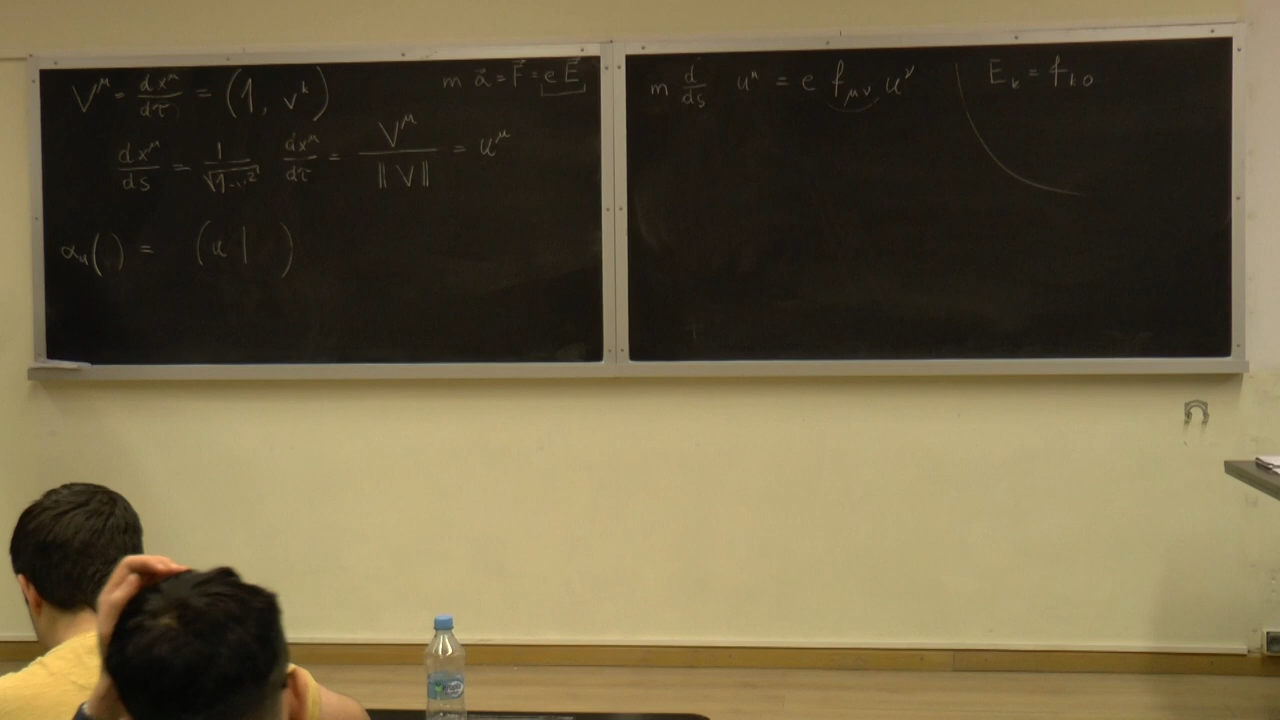 V^μ = dx^μ/dτ = (1, v^k)
m a⃗ = F⃗ = e E⃗
dx^μ/ds = 1/√(1-v²) dx^μ/dτ = V^μ/‖V‖ = u^μ
α_u( ) = (u | )
m d/ds u^μ = e f_μν u^ν
E_k = f_k0